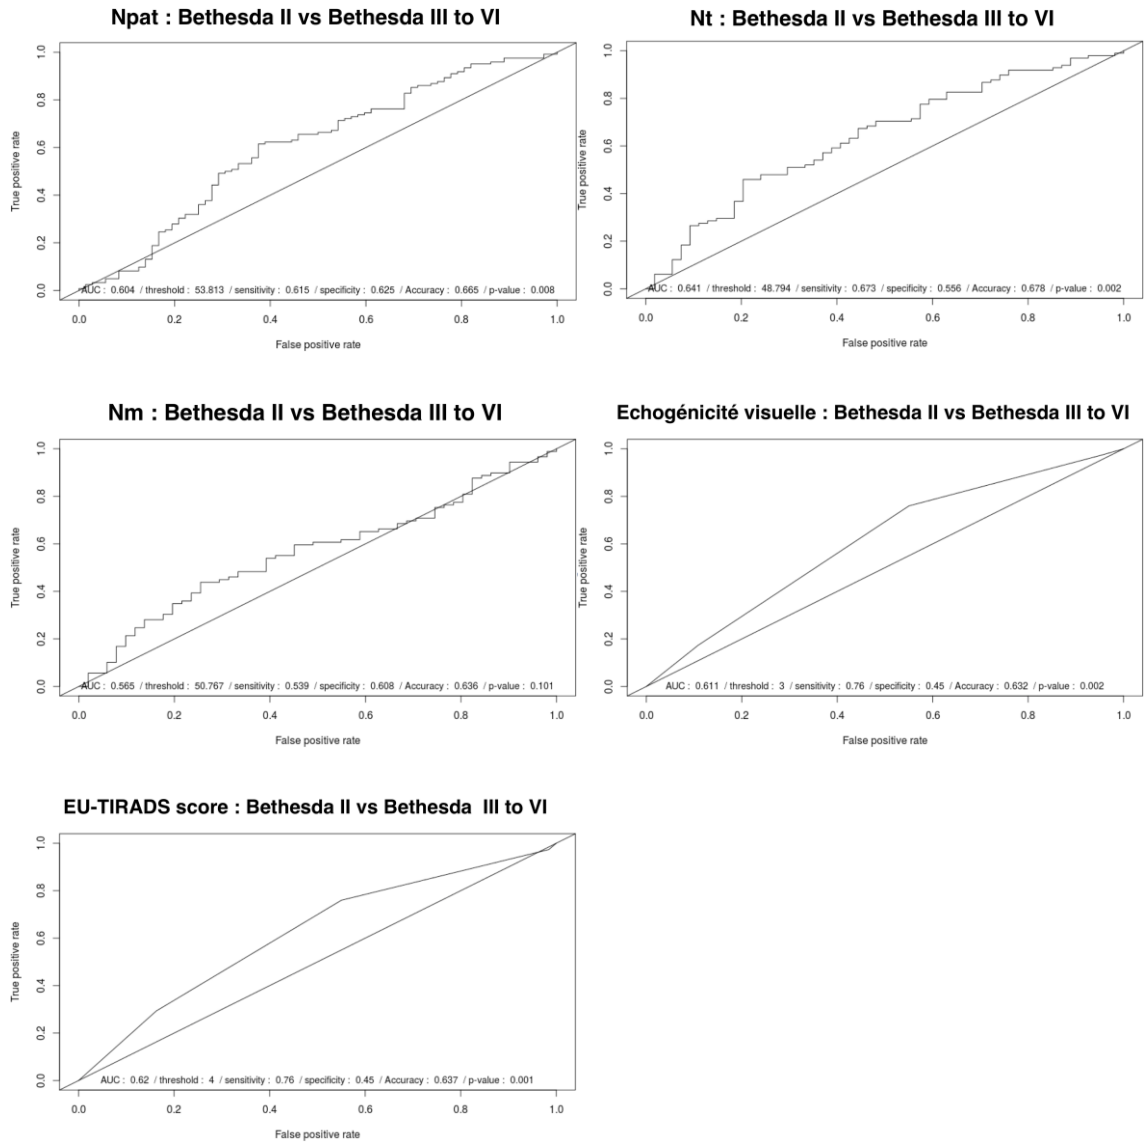 Npat : Bethesda II vs Bethesda III to VI
1.0
0.8
0.6
0.4
0.2
0.0
True positive rate
AUC : 0.604 / threshold : 53.813 / sensitivity : 0.615 / specificity : 0.625 / Accuracy : 0.665 / p-value : 0.008
0.0 0.2 0.4 0.6 0.8 1.0
False positive rate
Nt : Bethesda II vs Bethesda III to VI
1.0
0.8
0.6
0.4
0.2
0.0
True positive rate
AUC : 0.641 / threshold : 48.794 / sensitivity : 0.673 / specificity : 0.556 / Accuracy : 0.678 / p-value : 0.002
0.0 0.2 0.4 0.6 0.8 1.0
False positive rate
Nm : Bethesda II vs Bethesda III to VI
1.0
0.8
0.6
0.4
0.2
0.0
True positive rate
AUC : 0.565 / threshold : 50.767 / sensitivity : 0.539 / specificity : 0.608 / Accuracy : 0.636 / p-value : 0.101
0.0 0.2 0.4 0.6 0.8 1.0
False positive rate
Echogénicité visuelle : Bethesda II vs Bethesda III to VI
1.0
0.8
0.6
0.4
0.2
0.0
True positive rate
AUC : 0.611 / threshold : 3 / sensitivity : 0.76 / specificity : 0.45 / Accuracy : 0.632 / p-value : 0.002
0.0 0.2 0.4 0.6 0.8 1.0
False positive rate
EU-TIRADS score : Bethesda II vs Bethesda III to VI
1.0
0.8
0.6
0.4
0.2
0.0
True positive rate
AUC : 0.62 / threshold : 4 / sensitivity : 0.76 / specificity : 0.45 / Accuracy : 0.637 / p-value : 0.001
0.0 0.2 0.4 0.6 0.8 1.0
False positive rate